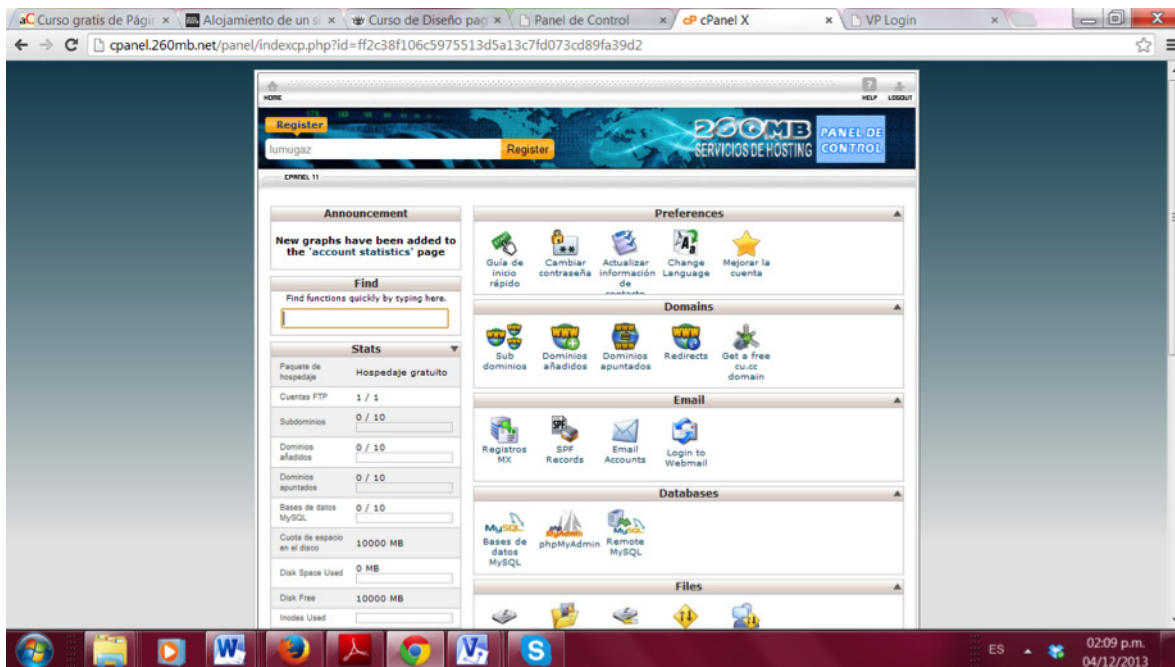 Curso gratis de Pági
Alojamiento de un si
Curso de Diseño pag
Panel de Control
cPanel X
VP Login
cpanel.260mb.net/panel/indexcp.php?id=ff2c38f106c5975513d5a13c7fd073cd89fa39d2
HOME
HELP
LOGOUT
Register
lumugaz
Register
260MB
SERVICIOS DE HOSTING
PANEL DE
CONTROL
CPANEL 11
Announcement
New graphs have been added to
the 'account statistics' page
Find
Find functions quickly by typing here.
Stats
Paquete de
hospedaje
Hospedaje gratuito
Cuentas FTP
1 / 1
Subdominios
0 / 10
Dominios
añadidos
0 / 10
Dominios
apuntados
0 / 10
Bases de datos
MySQL
0 / 10
Cuota de espacio
en el disco
10000 MB
Disk Space Used
0 MB
Disk Free
10000 MB
Inodes Used
Preferences
Guía de
inicio
rápido
Cambiar
contraseña
Actualizar
información
de
contacto
Change
Language
Mejorar la
cuenta
Domains
Sub
dominios
Dominios
añadidos
Dominios
apuntados
Redirects
Get a free
cu.cc
domain
Email
Registros
MX
SPF
Records
Email
Accounts
Login to
Webmail
Databases
Bases de
datos
MySQL
phpMyAdmin
Remote
MySQL
Files
ES
02:09 p.m.
04/12/2013